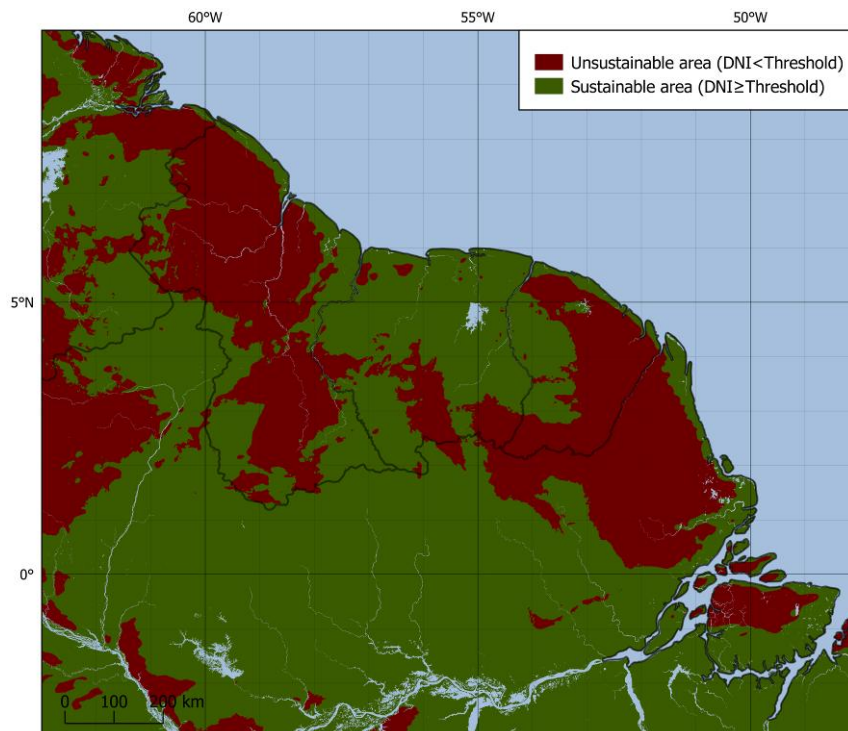 60°W 55°W 50°W
Unsustainable area (DNI<Threshold)
Sustainable area (DNI≥Threshold)
5°N
0°
0 100 200 km